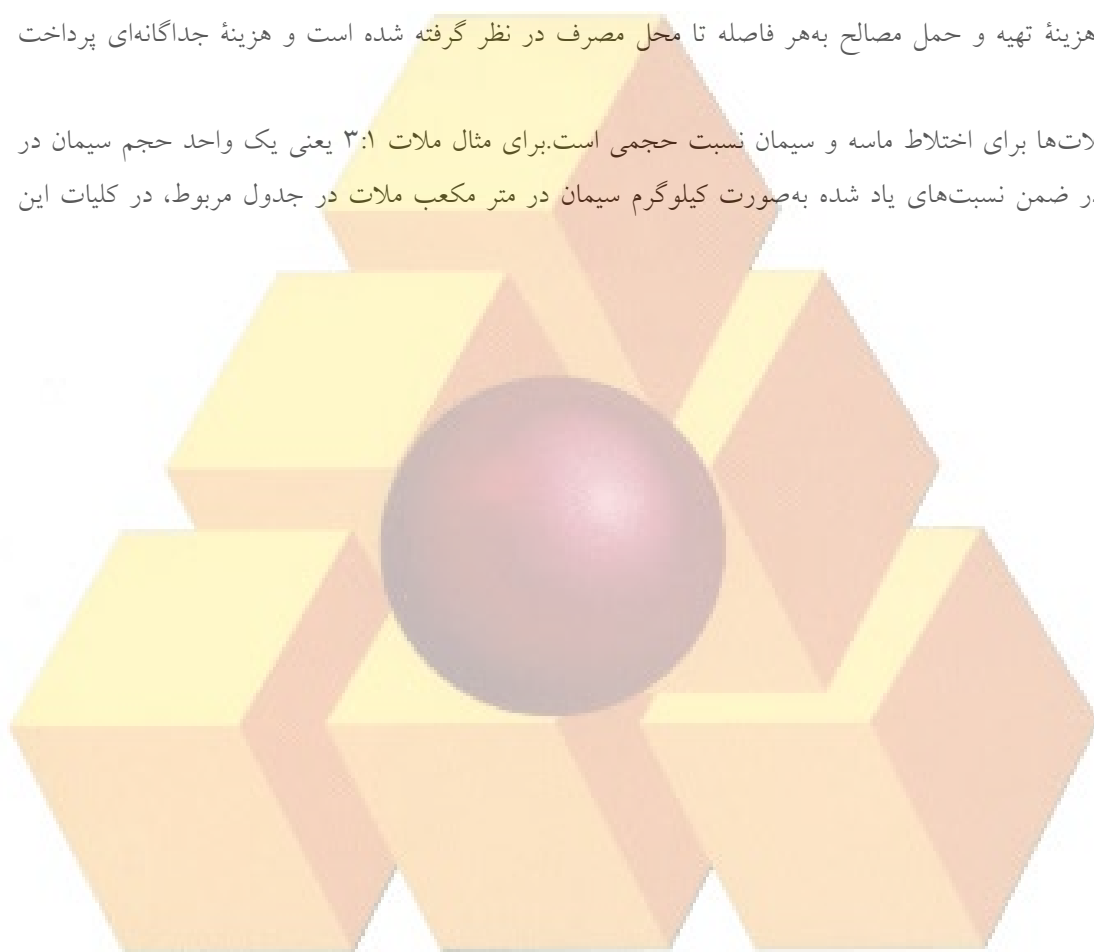 هزینهٔ تهیه و حمل مصالح به‌هر فاصله تا محل مصرف در نظر گرفته شده است و هزینهٔ جداگانه‌ای پرداخت
لات‌ها برای اختلاط ماسه و سیمان نسبت حجمی است.برای مثال ملات ۳:۱ یعنی یک واحد حجم سیمان در
در ضمن نسبت‌های یاد شده به‌صورت کیلوگرم سیمان در متر مکعب ملات در جدول مربوط، در کلیات این